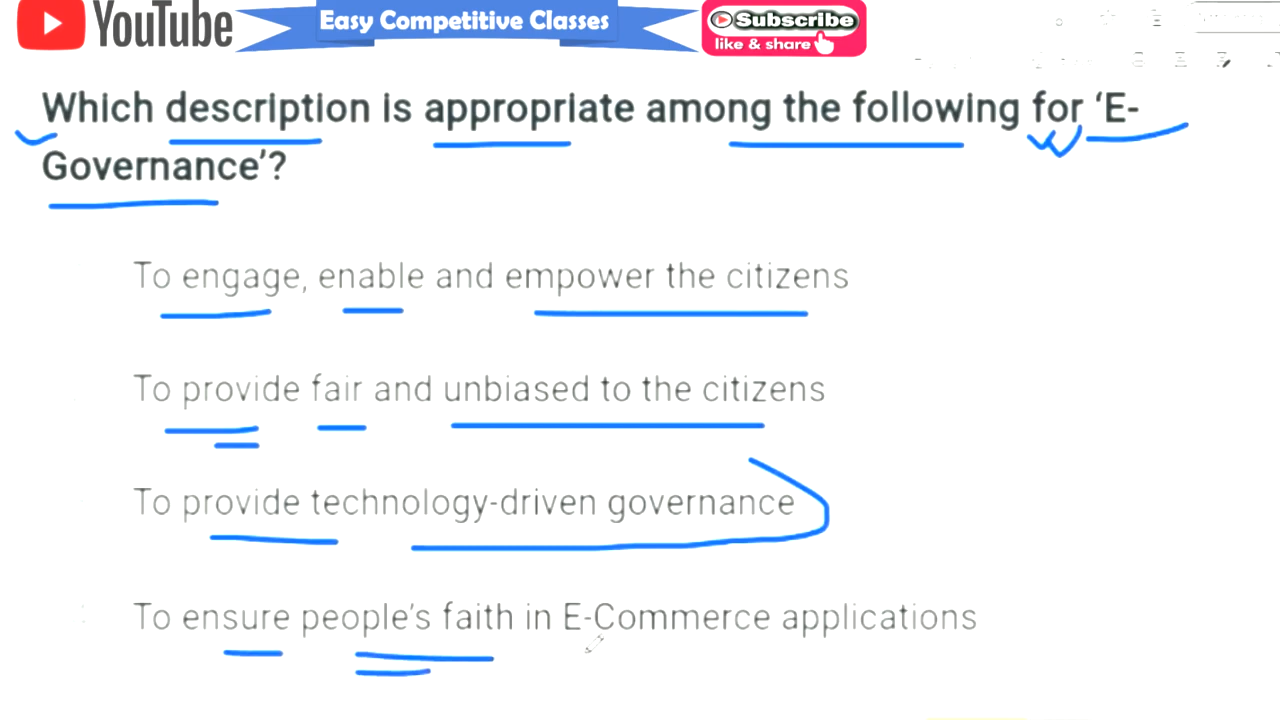 YouTube
Easy Competitive Classes
Subscribe
like & share
Which description is appropriate among the following for ‘E-
Governance’?
To engage, enable and empower the citizens
To provide fair and unbiased to the citizens
To provide technology-driven governance
To ensure people’s faith in E-Commerce applications